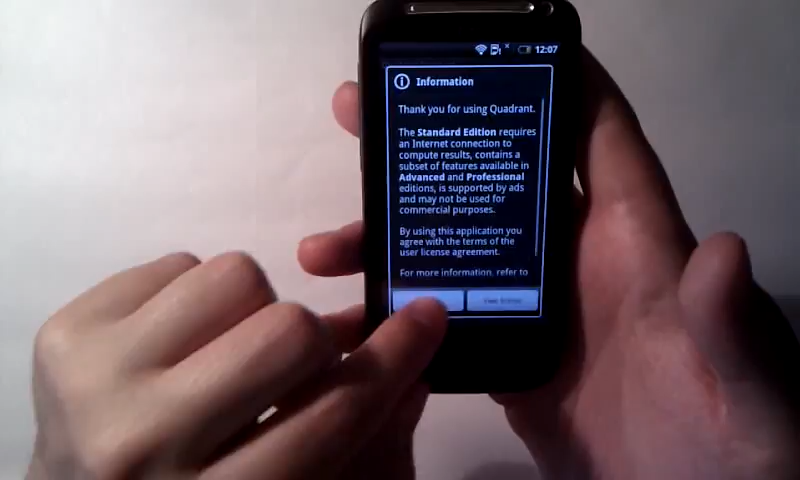 12:07
Information
Thank you for using Quadrant.
The Standard Edition requires
an Internet connection to
compute results, contains a
subset of features available in
Advanced and Professional
editions, is supported by ads
and may not be used for
commercial purposes.
By using this application you
agree with the terms of the
user license agreement.
For more information, refer to